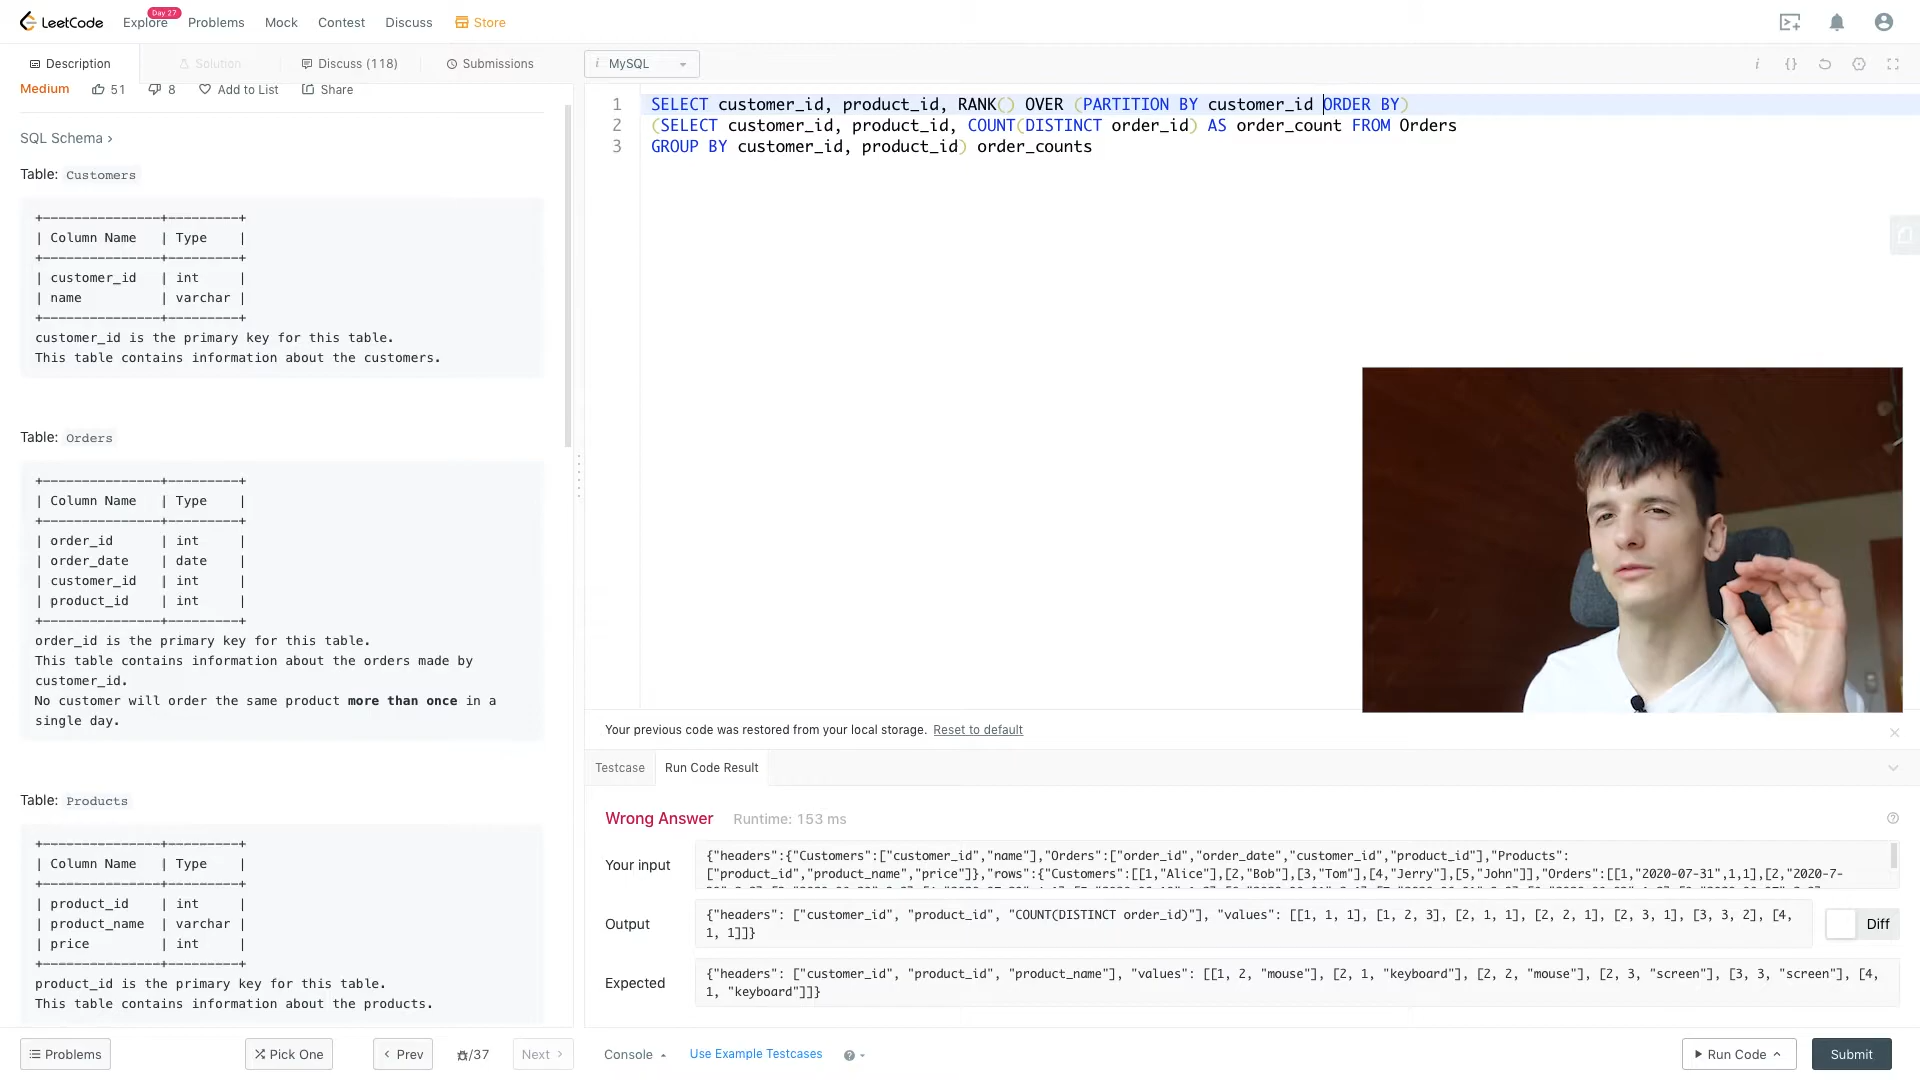 LeetCode
Explore
Day 27
Problems
Mock
Contest
Discuss
Store
Description
Solution
Discuss (118)
Submissions
Medium
51
8
Add to List
Share
SQL Schema ›
Table: Customers
+---------------+---------+
| Column Name   | Type    |
+---------------+---------+
| customer_id   | int     |
| name          | varchar |
+---------------+---------+
customer_id is the primary key for this table.
This table contains information about the customers.
Table: Orders
+---------------+---------+
| Column Name   | Type    |
+---------------+---------+
| order_id      | int     |
| order_date    | date    |
| customer_id   | int     |
| product_id    | int     |
+---------------+---------+
order_id is the primary key for this table.
This table contains information about the orders made by
customer_id.
No customer will order the same product more than once in a
single day.
Table: Products
+---------------+---------+
| Column Name   | Type    |
+---------------+---------+
| product_id    | int     |
| product_name  | varchar |
| price         | int     |
+---------------+---------+
product_id is the primary key for this table.
This table contains information about the products.
Problems
Pick One
‹ Prev
/37
Next ›
i MySQL
i {}
1 SELECT customer_id, product_id, RANK() OVER (PARTITION BY customer_id ORDER BY)
2 (SELECT customer_id, product_id, COUNT(DISTINCT order_id) AS order_count FROM Orders
3 GROUP BY customer_id, product_id) order_counts
Your previous code was restored from your local storage. Reset to default
Testcase
Run Code Result
Wrong Answer
Runtime: 153 ms
Your input
{"headers":{"Customers":["customer_id","name"],"Orders":["order_id","order_date","customer_id","product_id"],"Products":
["product_id","product_name","price"]},"rows":{"Customers":[[1,"Alice"],[2,"Bob"],[3,"Tom"],[4,"Jerry"],[5,"John"]],"Orders":[[1,"2020-07-31",1,1],[2,"2020-7-
Output
{"headers": ["customer_id", "product_id", "COUNT(DISTINCT order_id)"], "values": [[1, 1, 1], [1, 2, 3], [2, 1, 1], [2, 2, 1], [2, 3, 1], [3, 3, 2], [4,
1, 1]]}
Diff
Expected
{"headers": ["customer_id", "product_id", "product_name"], "values": [[1, 2, "mouse"], [2, 1, "keyboard"], [2, 2, "mouse"], [2, 3, "screen"], [3, 3, "screen"], [4,
1, "keyboard"]]}
Console
Use Example Testcases
Run Code
Submit